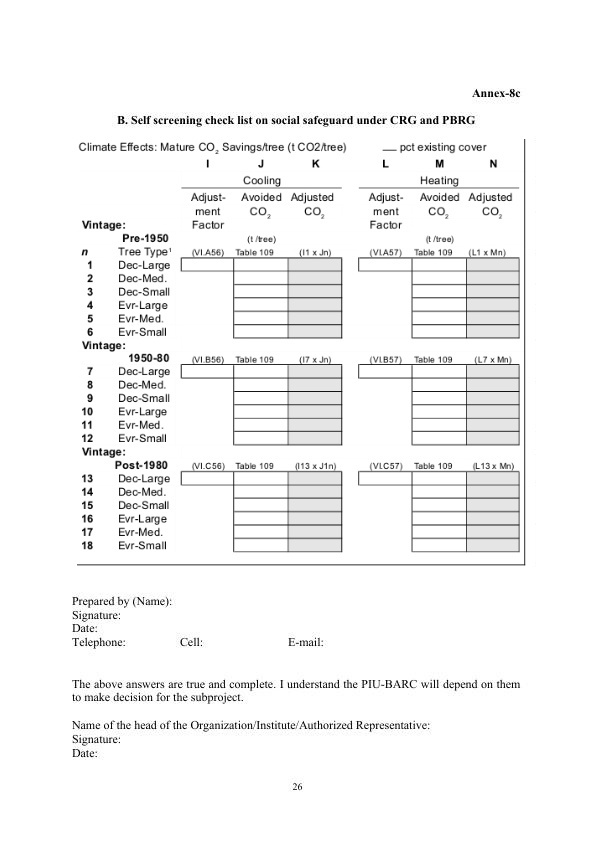 Annex-8c
B. Self screening check list on social safeguard under CRG and PBRG
Climate Effects: Mature CO2 Savings/tree (t CO2/tree) ___ pct existing cover
I J K L M N
Cooling Heating
Adjust- Avoided Adjusted Adjust- Avoided Adjusted
ment CO2 CO2 ment CO2 CO2
Vintage: Factor Factor
Pre-1950 (t /tree) (t /tree)
n Tree Type¹ (VI.A56) Table 109 (I1 x Jn) (VI.A57) Table 109 (L1 x Mn)
1 Dec-Large
2 Dec-Med.
3 Dec-Small
4 Evr-Large
5 Evr-Med.
6 Evr-Small
Vintage:
1950-80 (VI.B56) Table 109 (I7 x Jn) (VI.B57) Table 109 (L7 x Mn)
7 Dec-Large
8 Dec-Med.
9 Dec-Small
10 Evr-Large
11 Evr-Med.
12 Evr-Small
Vintage:
Post-1980 (VI.C56) Table 109 (I13 x J1n) (VI.C57) Table 109 (L13 x Mn)
13 Dec-Large
14 Dec-Med.
15 Dec-Small
16 Evr-Large
17 Evr-Med.
18 Evr-Small
Prepared by (Name):
Signature:
Date:
Telephone: Cell: E-mail:
The above answers are true and complete. I understand the PIU-BARC will depend on them
to make decision for the subproject.
Name of the head of the Organization/Institute/Authorized Representative:
Signature:
Date:
26